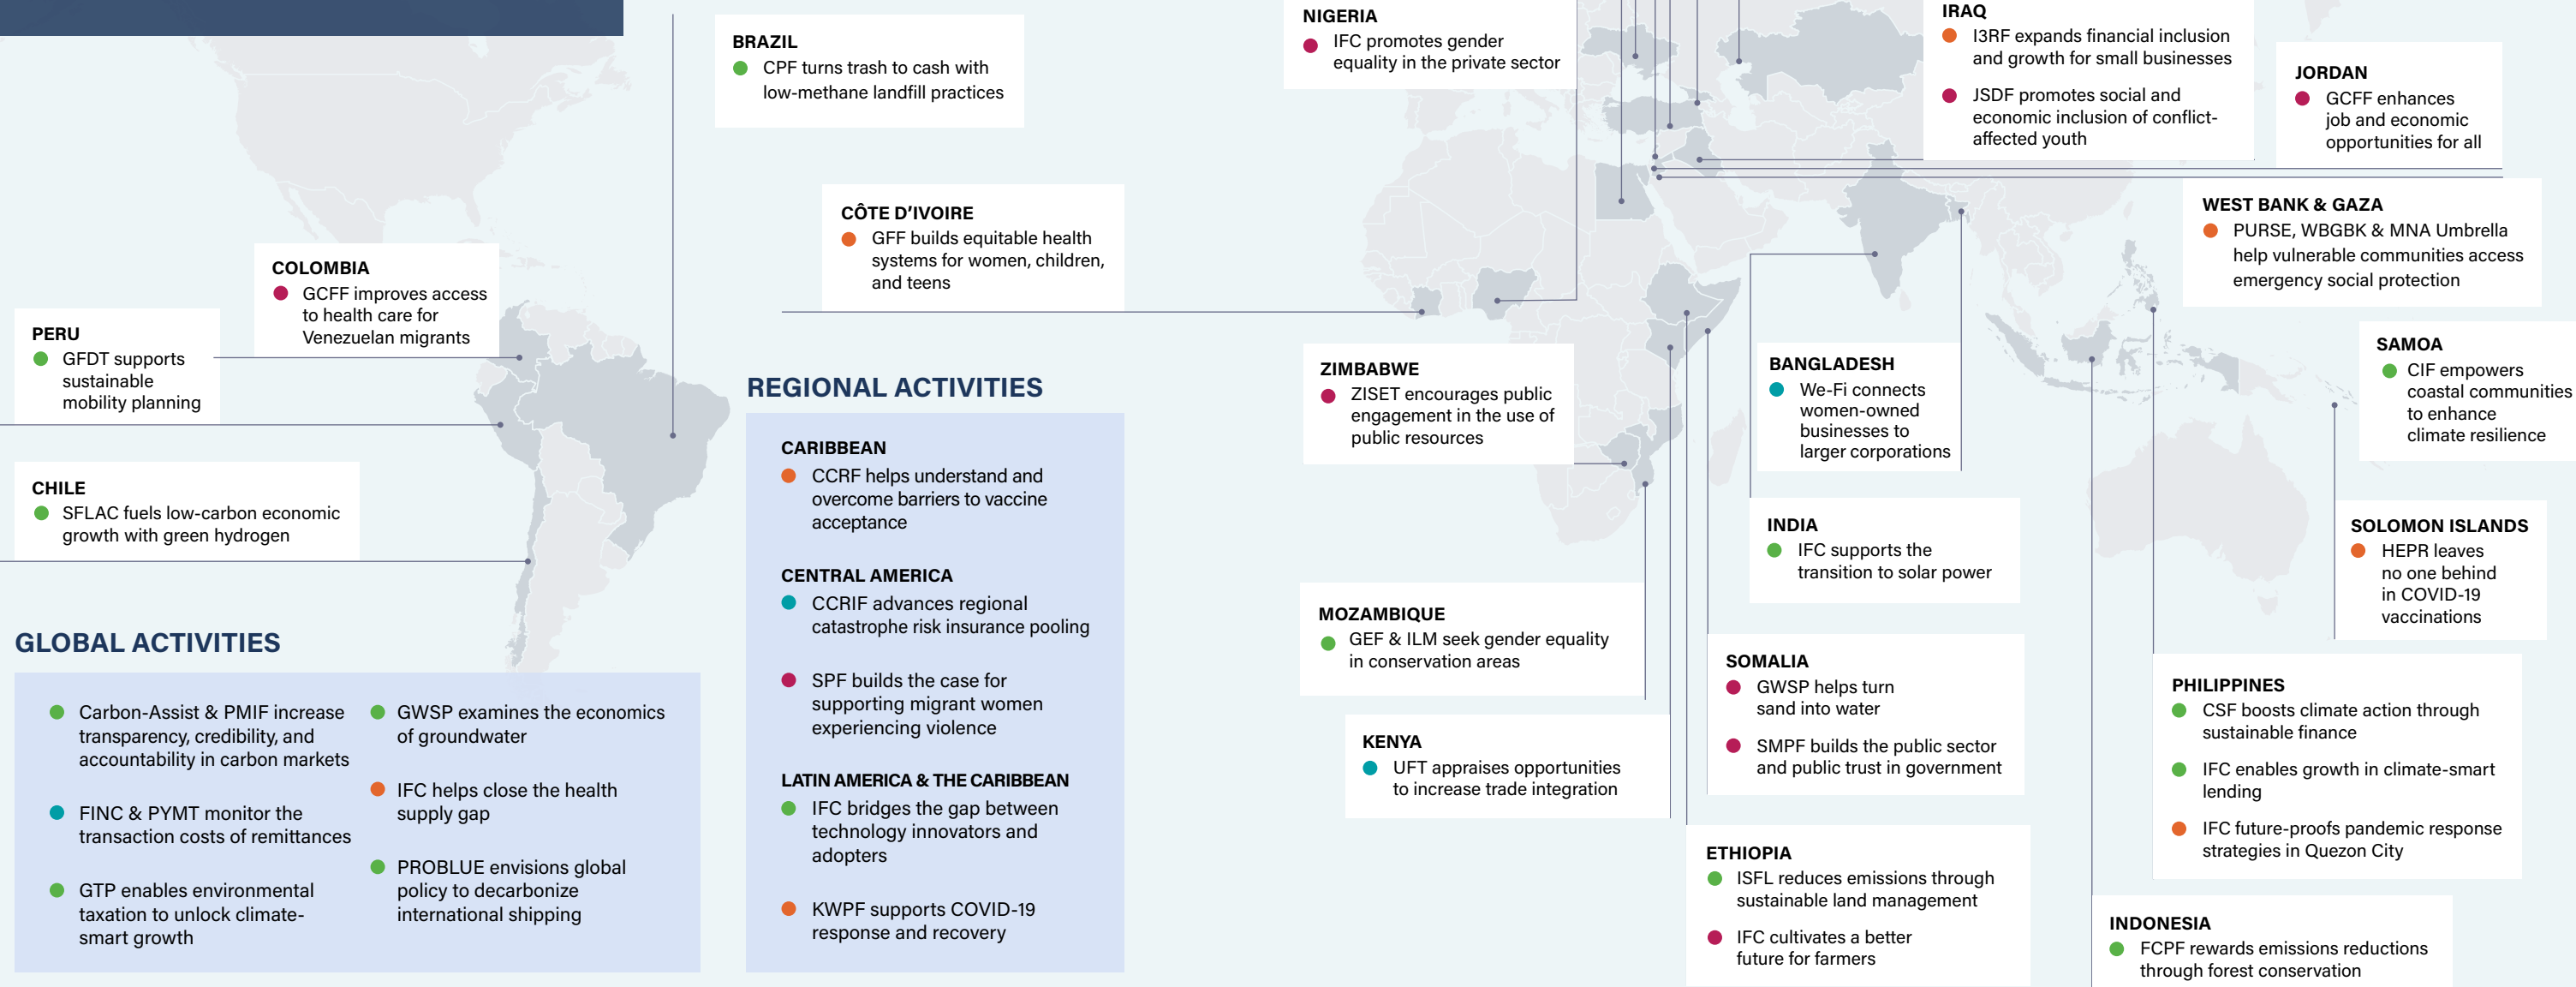 BRAZIL
CPF turns trash to cash with
low-methane landfill practices
NIGERIA
IFC promotes gender
equality in the private sector
IRAQ
I3RF expands financial inclusion
and growth for small businesses
JSDF promotes social and
economic inclusion of conflict-
affected youth
JORDAN
GCFF enhances
job and economic
opportunities for all
CÔTE D’IVOIRE
GFF builds equitable health
systems for women, children,
and teens
WEST BANK & GAZA
PURSE, WBGBK & MNA Umbrella
help vulnerable communities access
emergency social protection
COLOMBIA
GCFF improves access
to health care for
Venezuelan migrants
PERU
GFDT supports
sustainable
mobility planning
CHILE
SFLAC fuels low-carbon economic
growth with green hydrogen
ZIMBABWE
ZISET encourages public
engagement in the use of
public resources
BANGLADESH
We-Fi connects
women-owned
businesses to
larger corporations
SAMOA
CIF empowers
coastal communities
to enhance
climate resilience
INDIA
IFC supports the
transition to solar power
SOLOMON ISLANDS
HEPR leaves
no one behind
in COVID-19
vaccinations
MOZAMBIQUE
GEF & ILM seek gender equality
in conservation areas
SOMALIA
GWSP helps turn
sand into water
SMPF builds the public sector
and public trust in government
PHILIPPINES
CSF boosts climate action through
sustainable finance
IFC enables growth in climate-smart
lending
IFC future-proofs pandemic response
strategies in Quezon City
KENYA
UFT appraises opportunities
to increase trade integration
ETHIOPIA
ISFL reduces emissions through
sustainable land management
IFC cultivates a better
future for farmers
INDONESIA
FCPF rewards emissions reductions
through forest conservation
REGIONAL ACTIVITIES
CARIBBEAN
CCRF helps understand and
overcome barriers to vaccine
acceptance
CENTRAL AMERICA
CCRIF advances regional
catastrophe risk insurance pooling
SPF builds the case for
supporting migrant women
experiencing violence
LATIN AMERICA & THE CARIBBEAN
IFC bridges the gap between
technology innovators and
adopters
KWPF supports COVID-19
response and recovery
GLOBAL ACTIVITIES
Carbon-Assist & PMIF increase
transparency, credibility, and
accountability in carbon markets
FINC & PYMT monitor the
transaction costs of remittances
GTP enables environmental
taxation to unlock climate-
smart growth
GWSP examines the economics
of groundwater
IFC helps close the health
supply gap
PROBLUE envisions global
policy to decarbonize
international shipping